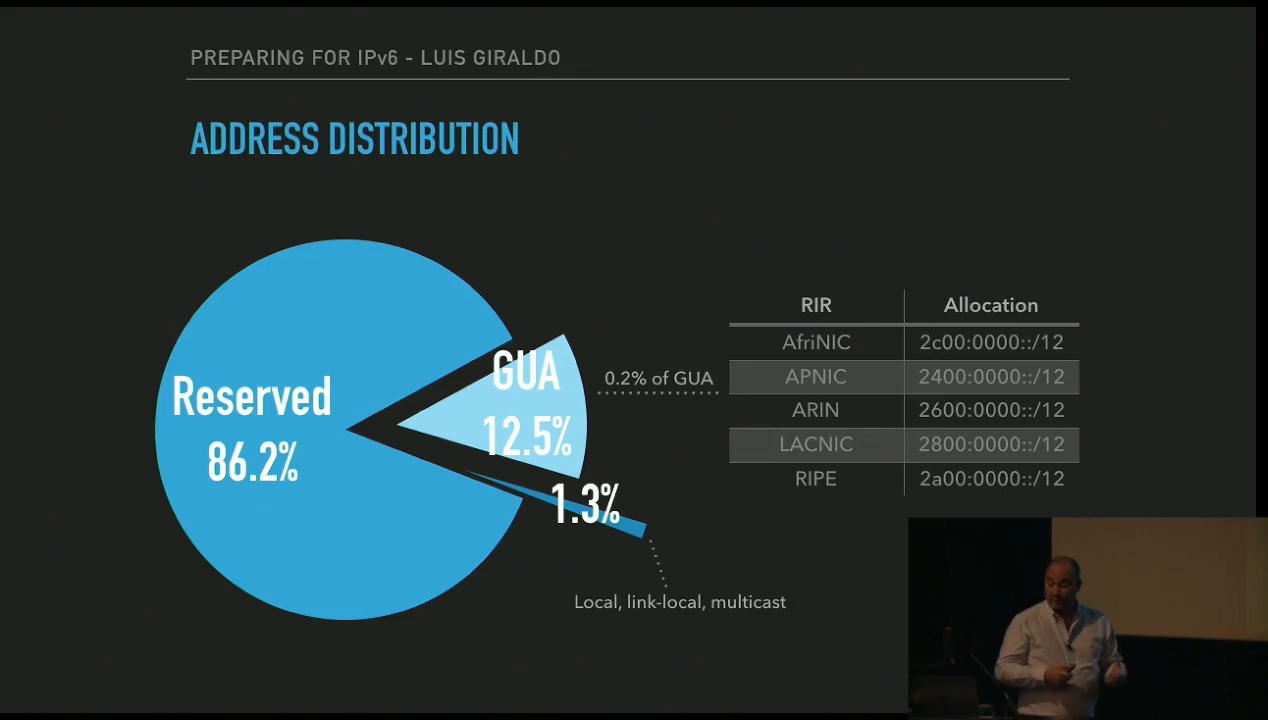 PREPARING FOR IPv6 - LUIS GIRALDO
ADDRESS DISTRIBUTION
Reserved
86.2%
GUA
12.5%
1.3%
0.2% of GUA
Local, link-local, multicast
RIR Allocation
AfriNIC 2c00:0000::/12
APNIC 2400:0000::/12
ARIN 2600:0000::/12
LACNIC 2800:0000::/12
RIPE 2a00:0000::/12